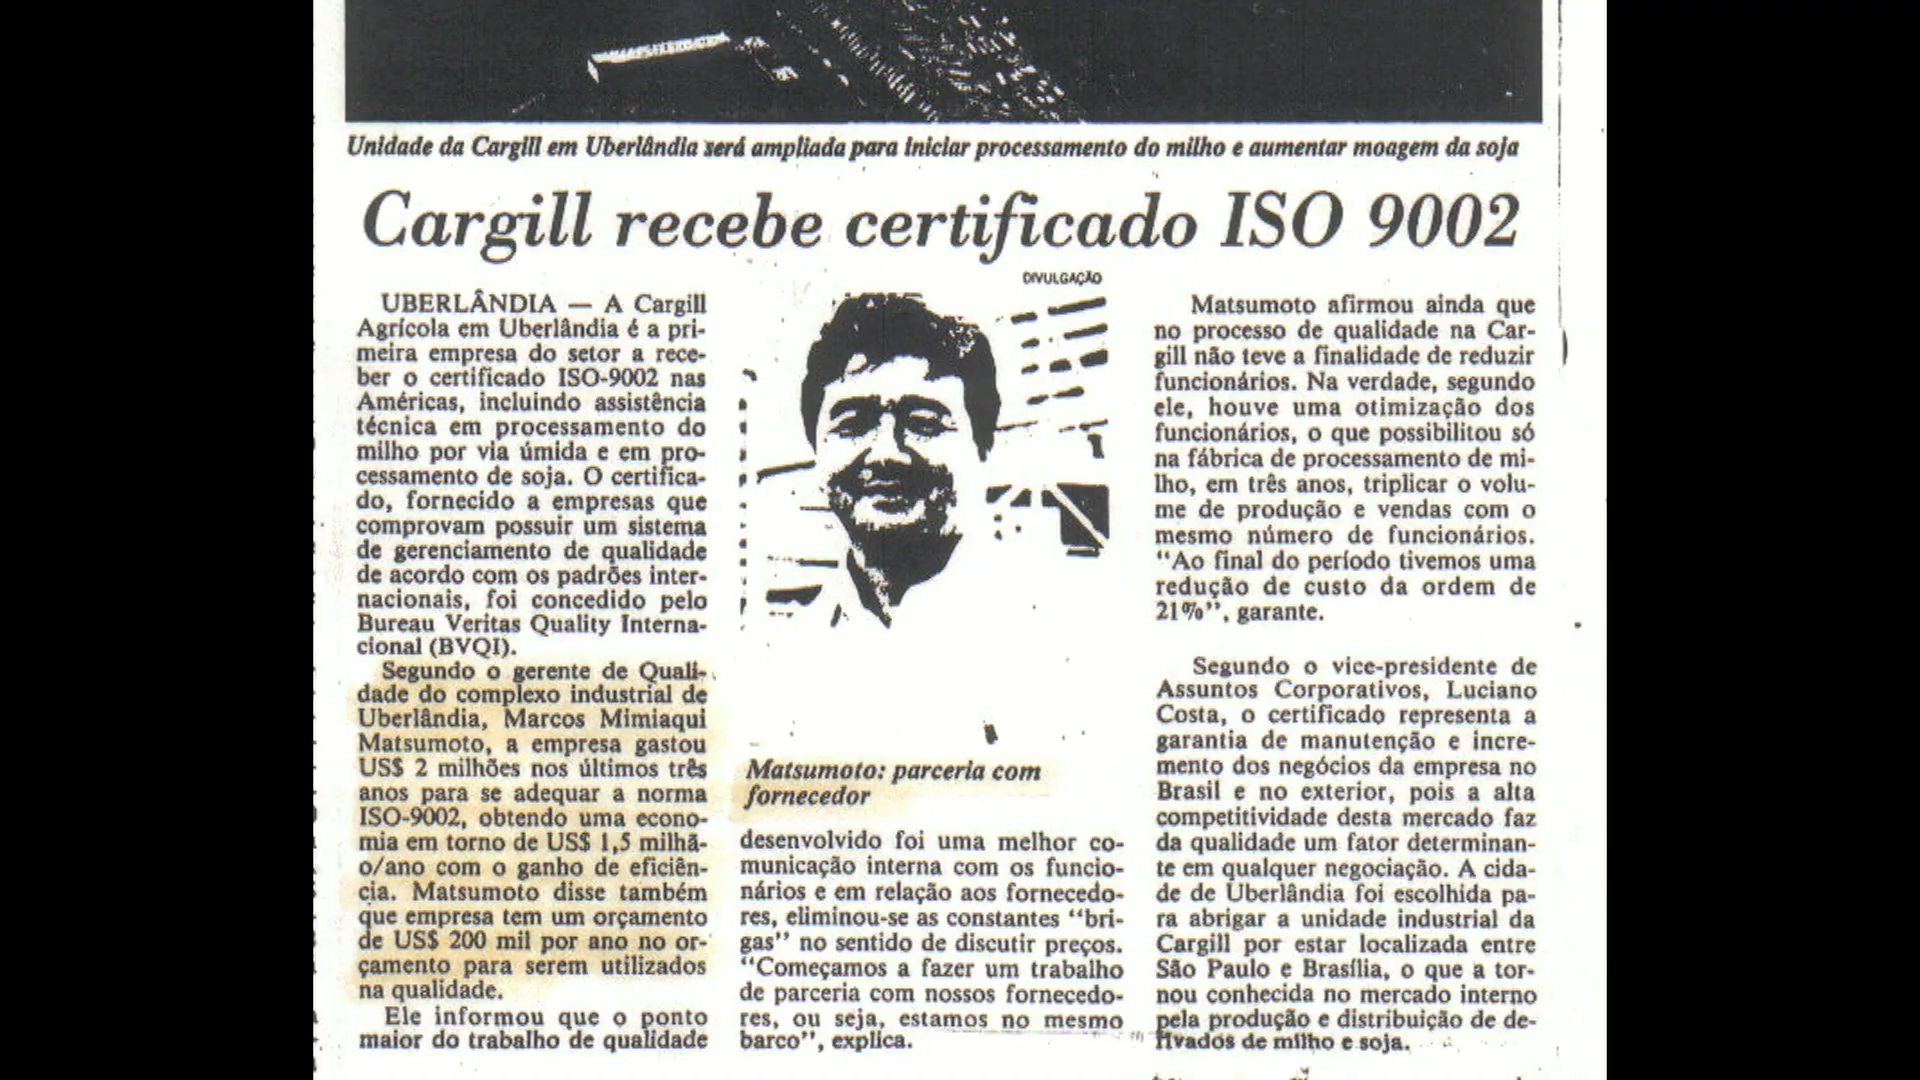 Unidade da Cargill em Uberlândia será ampliada para iniciar processamento do milho e aumentar moagem da soja
Cargill recebe certificado ISO 9002
UBERLÂNDIA — A Cargill
Agrícola em Uberlândia é a pri-
meira empresa do setor a rece-
ber o certificado ISO-9002 nas
Américas, incluindo assistência
técnica em processamento do
milho por via úmida e em pro-
cessamento de soja. O certifica-
do, fornecido a empresas que
comprovam possuir um sistema
de gerenciamento de qualidade
de acordo com os padrões inter-
nacionais, foi concedido pelo
Bureau Veritas Quality Interna-
cional (BVQI).
Segundo o gerente de Quali-
dade do complexo industrial de
Uberlândia, Marcos Mimiaqui
Matsumoto, a empresa gastou
US$ 2 milhões nos últimos três
anos para se adequar a norma
ISO-9002, obtendo uma econo-
mia em torno de US$ 1,5 milhã-
o/ano com o ganho de eficiên-
cia. Matsumoto disse também
que empresa tem um orçamento
de US$ 200 mil por ano no or-
çamento para serem utilizados
na qualidade.
Ele informou que o ponto
maior do trabalho de qualidade
DIVULGAÇÃO
Matsumoto: parceria com
fornecedor
desenvolvido foi uma melhor co-
municação interna com os funcio-
nários e em relação aos fornecedo-
res, eliminou-se as constantes “bri-
gas” no sentido de discutir preços.
“Começamos a fazer um trabalho
de parceria com nossos fornecedo-
res, ou seja, estamos no mesmo
barco”, explica.
Matsumoto afirmou ainda que
no processo de qualidade na Car-
gill não teve a finalidade de reduzir
funcionários. Na verdade, segundo
ele, houve uma otimização dos
funcionários, o que possibilitou só
na fábrica de processamento de mi-
lho, em três anos, triplicar o volu-
me de produção e vendas com o
mesmo número de funcionários.
“Ao final do período tivemos uma
redução de custo da ordem de
21%”, garante.
Segundo o vice-presidente de
Assuntos Corporativos, Luciano
Costa, o certificado representa a
garantia de manutenção e incre-
mento dos negócios da empresa no
Brasil e no exterior, pois a alta
competitividade desta mercado faz
da qualidade um fator determinan-
te em qualquer negociação. A cida-
de de Uberlândia foi escolhida pa-
ra abrigar a unidade industrial da
Cargill por estar localizada entre
São Paulo e Brasília, o que a tor-
nou conhecida no mercado interno
pela produção e distribuição de de-
rivados de milho e soja.